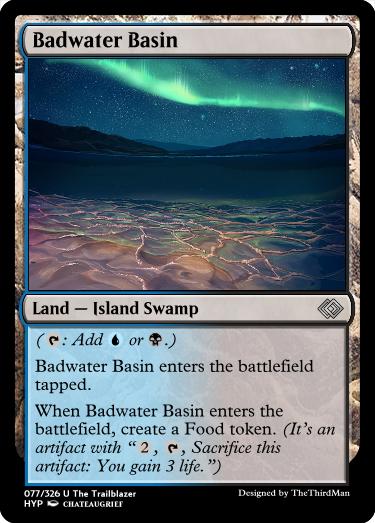 Badwater Basin
Land — Island Swamp
( T: Add U or B.)
Badwater Basin enters the battlefield
tapped.
When Badwater Basin enters the
battlefield, create a Food token. (It's an
artifact with "2, T, Sacrifice this
artifact: You gain 3 life.")
077/326 U The Trailblazer
HYP CHATEAUGRIEF
Designed by TheThirdMan